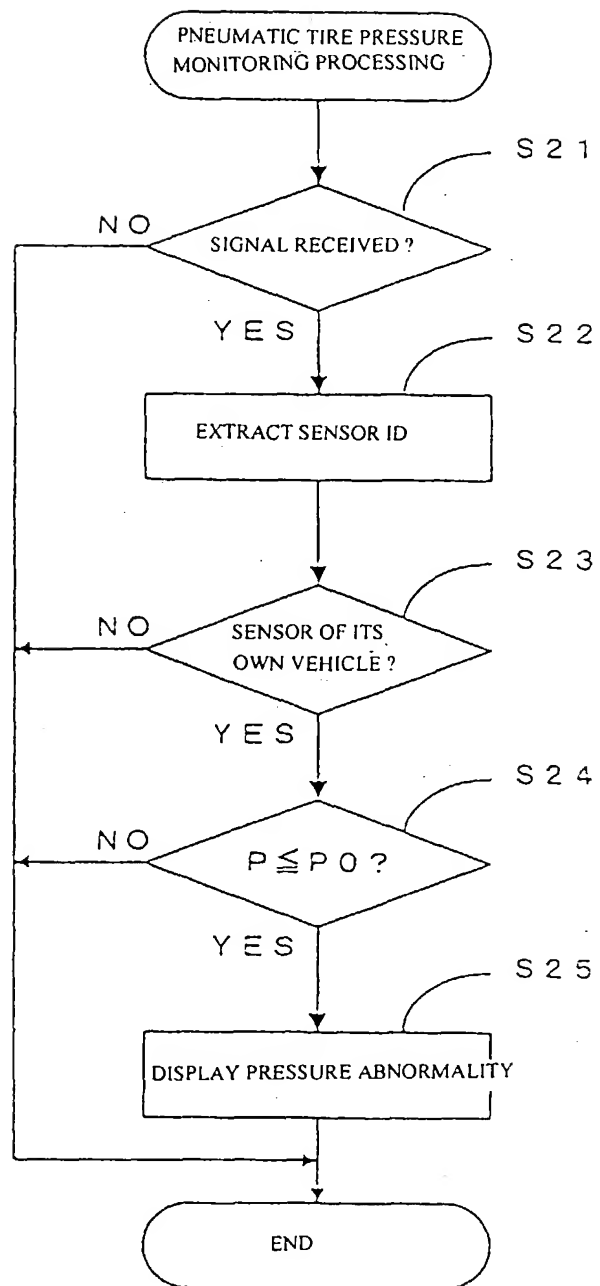 PNEUMATIC TIRE PRESSURE
MONITORING PROCESSING
S21
NO
SIGNAL RECEIVED ?
YES
S22
EXTRACT SENSOR ID
S23
NO
SENSOR OF ITS
OWN VEHICLE ?
YES
S24
NO
P≦P0?
YES
S25
DISPLAY PRESSURE ABNORMALITY
END